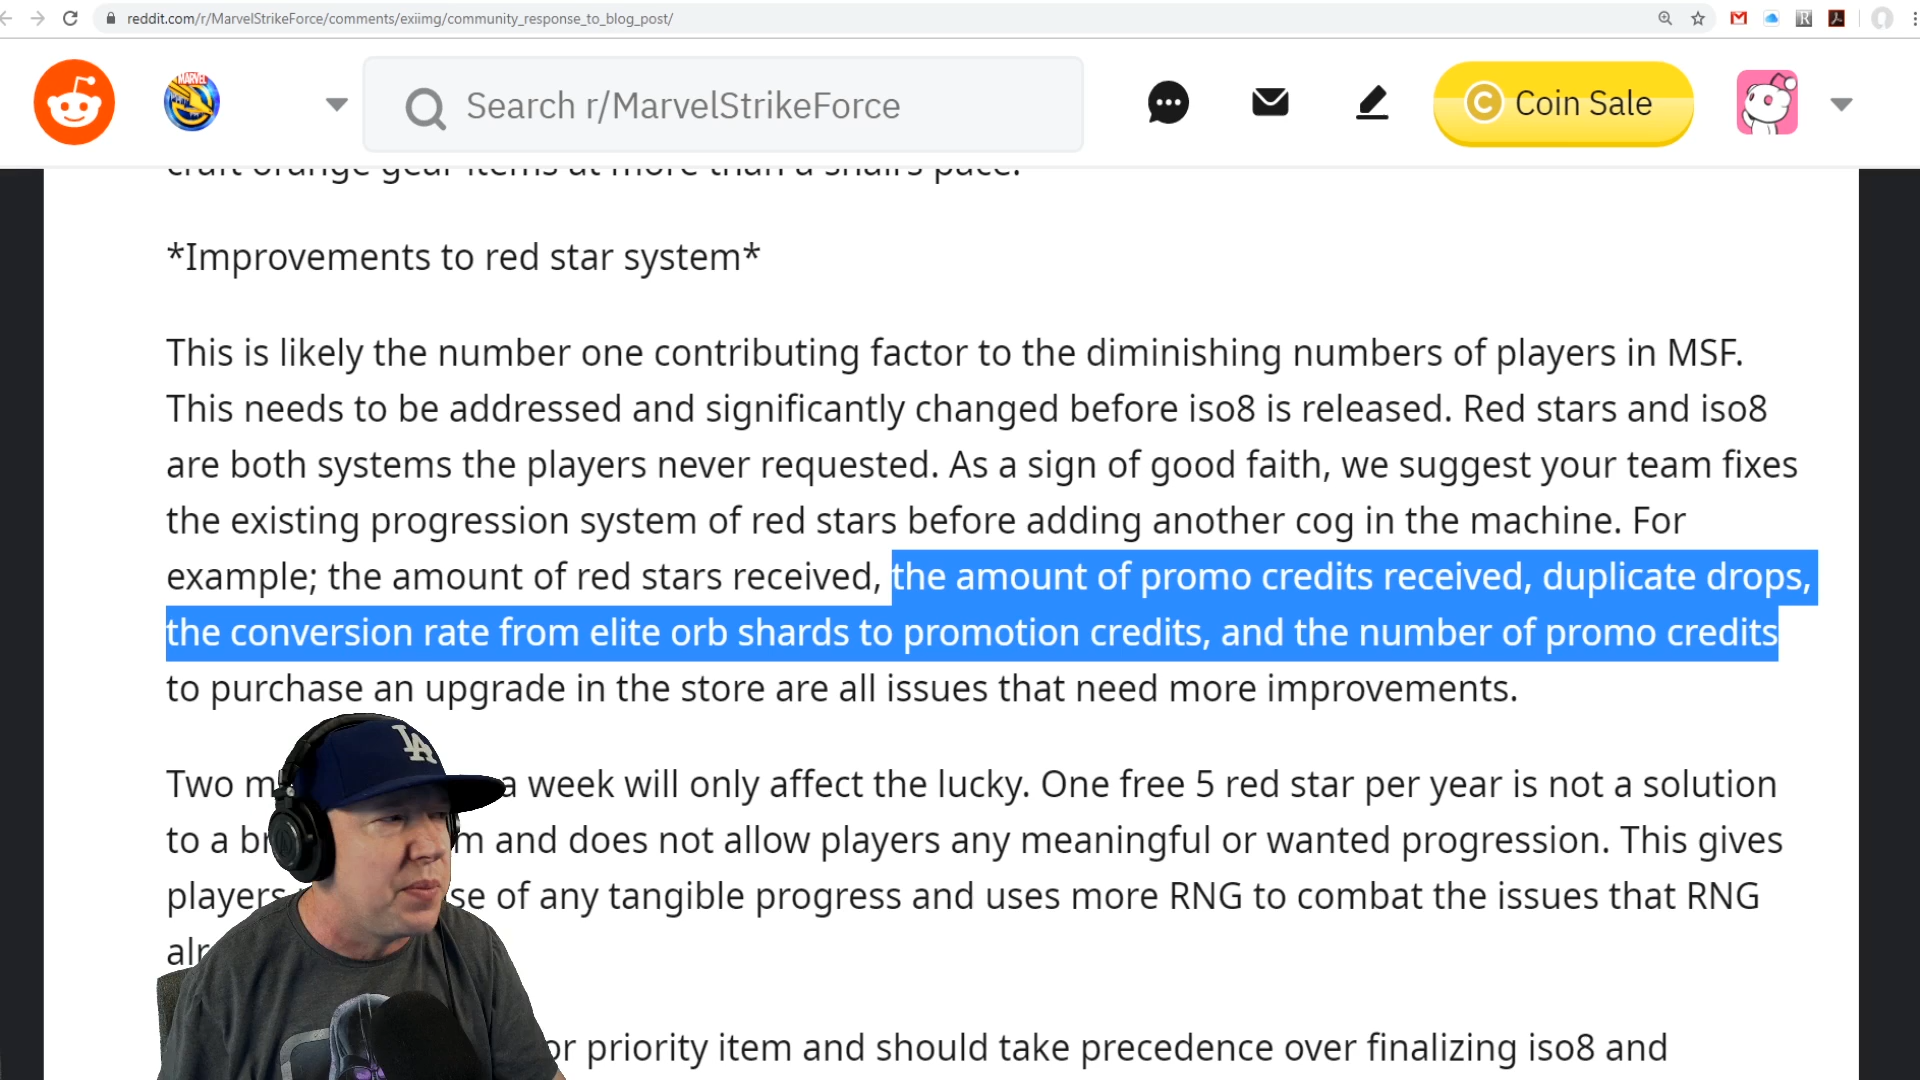 reddit.com/r/MarvelStrikeForce/comments/exiimg/community_response_to_blog_post/
MARVEL
Search r/MarvelStrikeForce
C Coin Sale
craft orange gear items at more than a snail's pace.
*Improvements to red star system*
This is likely the number one contributing factor to the diminishing numbers of players in MSF.
This needs to be addressed and significantly changed before iso8 is released. Red stars and iso8
are both systems the players never requested. As a sign of good faith, we suggest your team fixes
the existing progression system of red stars before adding another cog in the machine. For
example; the amount of red stars received, the amount of promo credits received, duplicate drops,
the conversion rate from elite orb shards to promotion credits, and the number of promo credits
to purchase an upgrade in the store are all issues that need more improvements.
Two a week will only affect the lucky. One free 5 red star per year is not a solution
to a and does not allow players any meaningful or wanted progression. This gives
players of any tangible progress and uses more RNG to combat the issues that RNG
priority item and should take precedence over finalizing iso8 and
LA